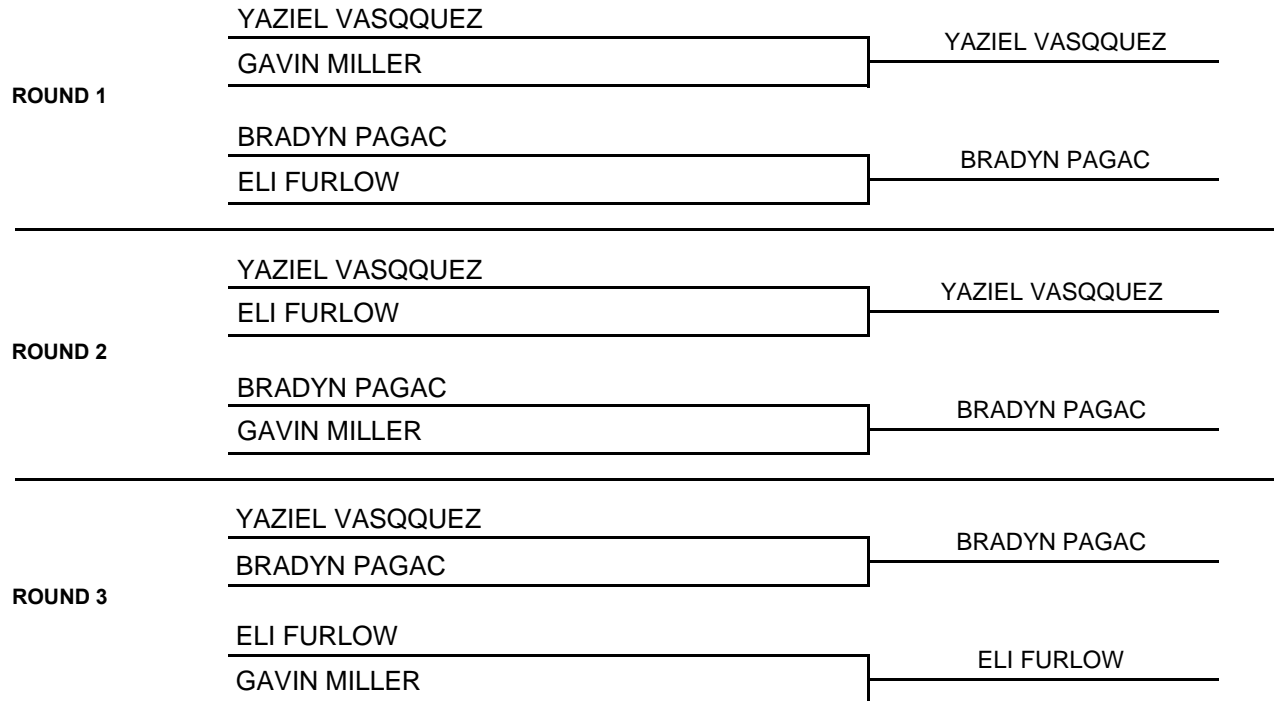 YAZIEL VASQQUEZ
YAZIEL VASQQUEZ
GAVIN MILLER
ROUND 1
BRADYN PAGAC
BRADYN PAGAC
ELI FURLOW
YAZIEL VASQQUEZ
YAZIEL VASQQUEZ
ELI FURLOW
ROUND 2
BRADYN PAGAC
BRADYN PAGAC
GAVIN MILLER
YAZIEL VASQQUEZ
BRADYN PAGAC
BRADYN PAGAC
ROUND 3
ELI FURLOW
ELI FURLOW
GAVIN MILLER